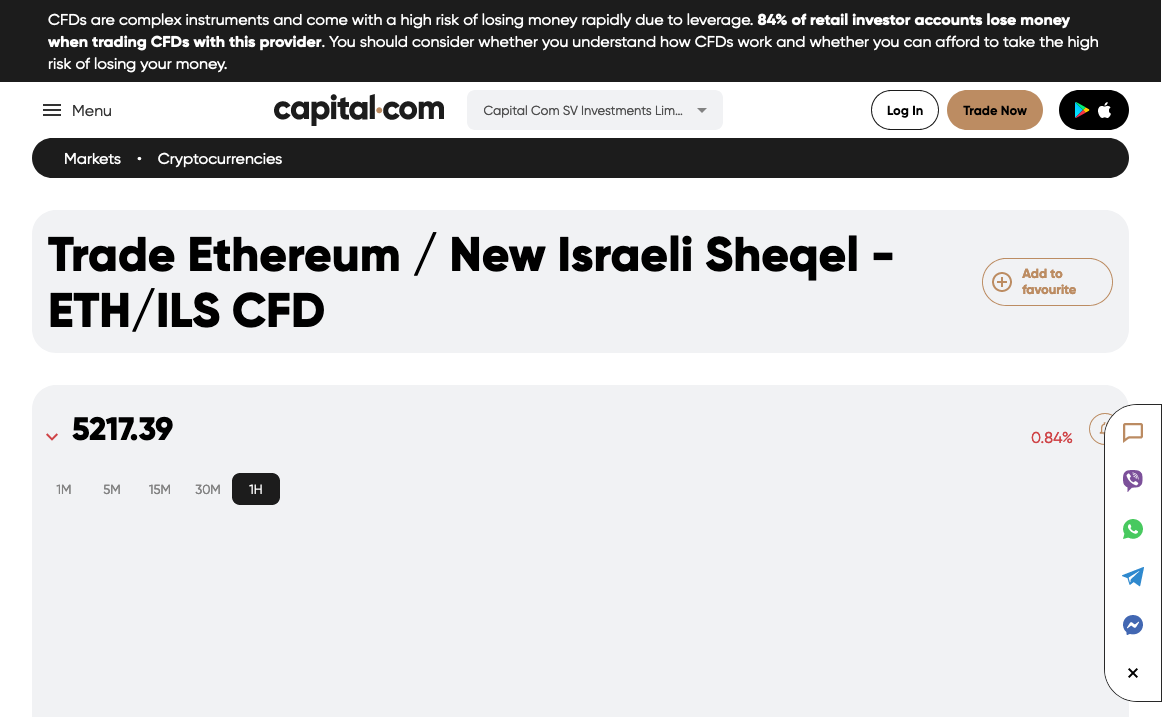 CFDs are complex instruments and come with a high risk of losing money rapidly due to leverage. 84% of retail investor accounts lose money
when trading CFDs with this provider. You should consider whether you understand how CFDs work and whether you can afford to take the high
risk of losing your money.
Menu
capital.com
Capital Com SV Investments Lim...
Log In
Trade Now
Markets • Cryptocurrencies
Trade Ethereum / New Israeli Sheqel -
ETH/ILS CFD
Add to
favourite
5217.39
0.84%
1M 5M 15M 30M 1H